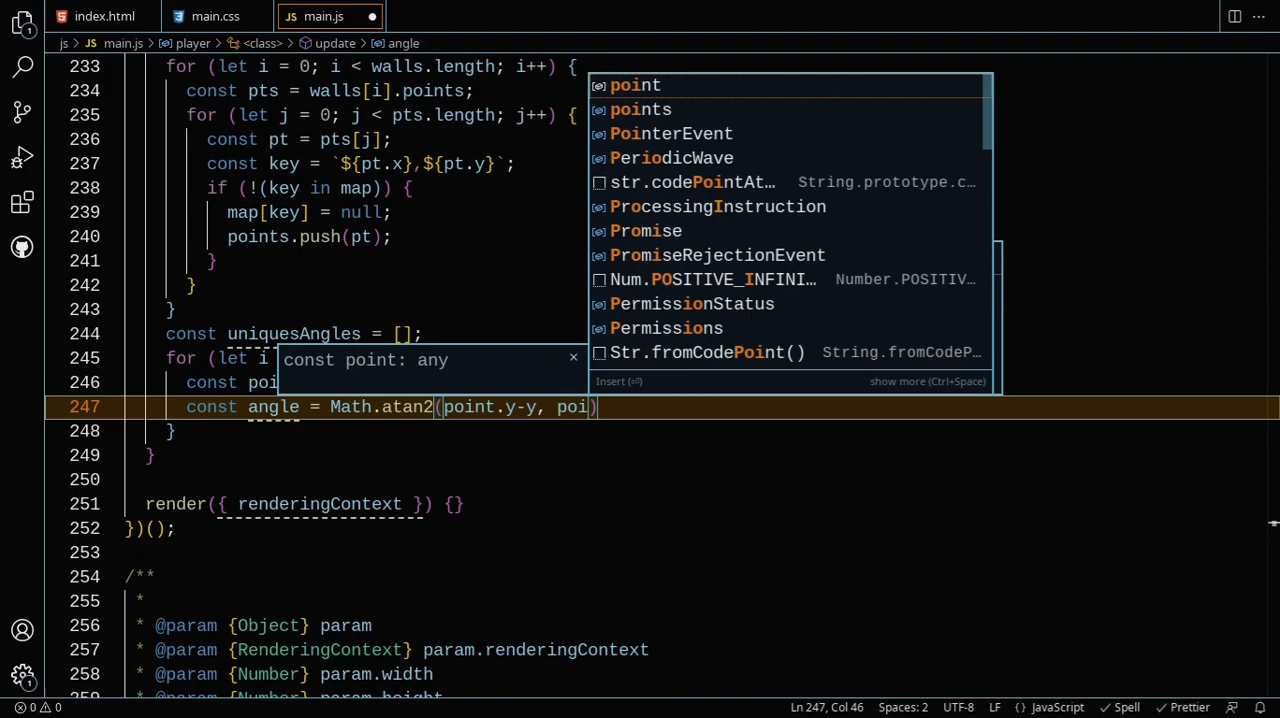 index.html main.css JS main.js
js > JS main.js > player > <class> > update > angle
233 for (let i = 0; i < walls.length; i++) {
234 const pts = walls[i].points;
235 for (let j = 0; j < pts.length; j++) {
236 const pt = pts[j];
237 const key = `${pt.x},${pt.y}`;
238 if (!(key in map)) {
239 map[key] = null;
240 points.push(pt);
241 }
242 }
243 }
244 const uniquesAngles = [];
245 for (let i
246 const poi
247 const angle = Math.atan2(point.y-y, poi)
248 }
249 }
250
251 render({ renderingContext }) {}
252 })();
253
254 /**
255 *
256 * @param {Object} param
257 * @param {RenderingContext} param.renderingContext
258 * @param {Number} param.width
259 * @param {Number} param.height
point
points
PointerEvent
PeriodicWave
str.codePointAt… String.prototype.c…
ProcessingInstruction
Promise
PromiseRejectionEvent
Num.POSITIVE_INFINI… Number.POSITIV…
PermissionStatus
Permissions
Str.fromCodePoint() String.fromCodeP…
Insert (⏎) show more (Ctrl+Space)
const point: any ×
1
1
0 0 Ln 247, Col 46 Spaces: 2 UTF-8 LF {} JavaScript ✓ Spell ✓ Prettier